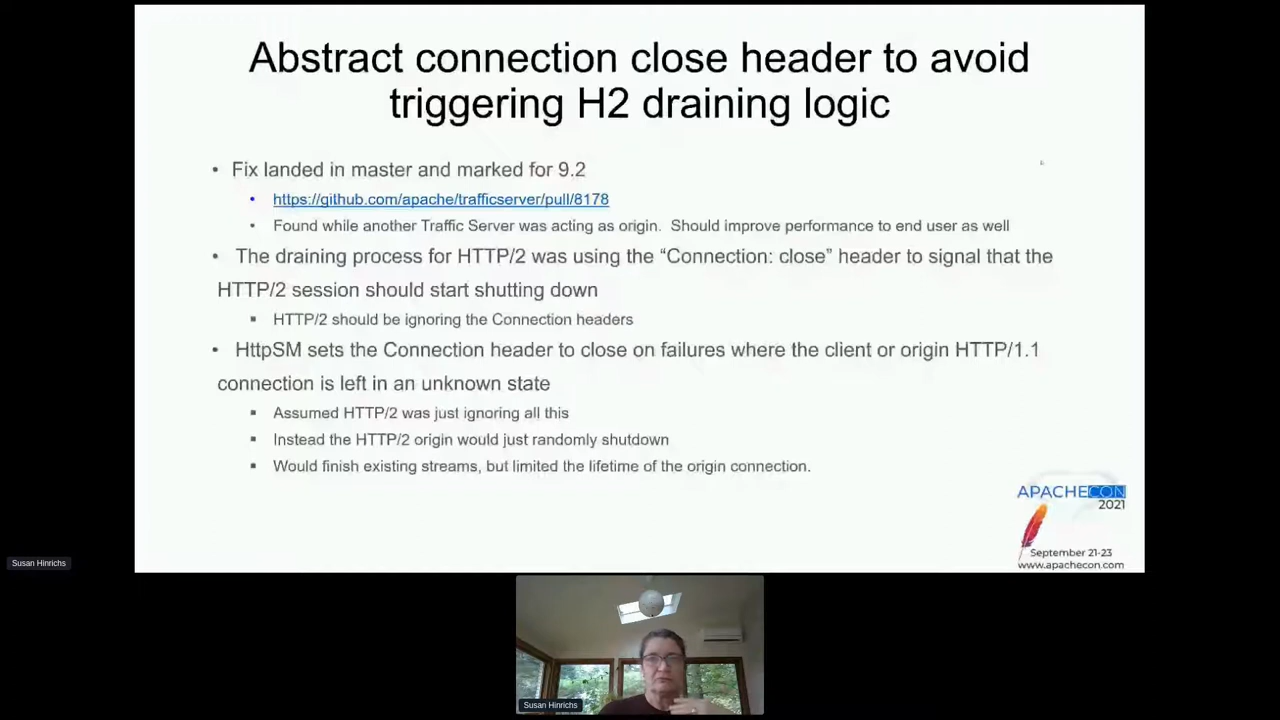 Abstract connection close header to avoid
triggering H2 draining logic
• Fix landed in master and marked for 9.2
• https://github.com/apache/trafficserver/pull/8178
• Found while another Traffic Server was acting as origin. Should improve performance to end user as well
• The draining process for HTTP/2 was using the “Connection: close” header to signal that the
HTTP/2 session should start shutting down
▪ HTTP/2 should be ignoring the Connection headers
• HttpSM sets the Connection header to close on failures where the client or origin HTTP/1.1
connection is left in an unknown state
▪ Assumed HTTP/2 was just ignoring all this
▪ Instead the HTTP/2 origin would just randomly shutdown
▪ Would finish existing streams, but limited the lifetime of the origin connection.
APACHECON
2021
September 21-23
www.apachecon.com
Susan Hinrichs
Susan Hinrichs